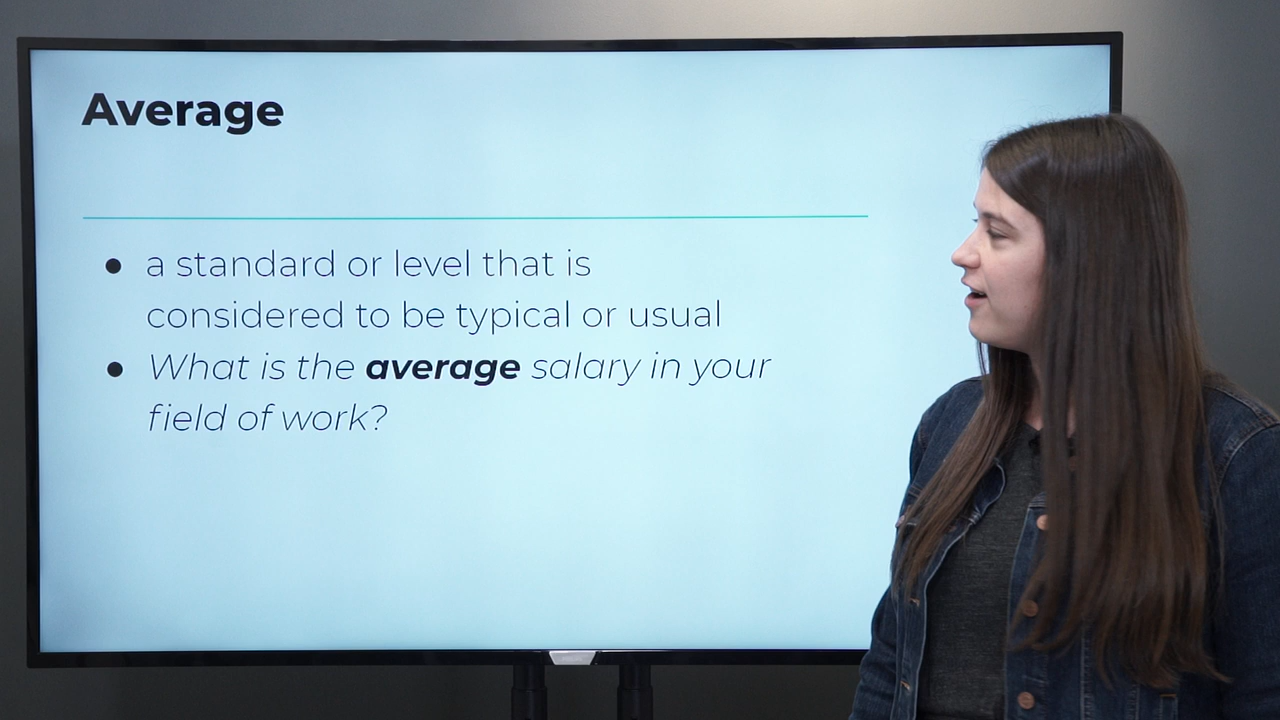 Average
● a standard or level that is
considered to be typical or usual
● What is the average salary in your
field of work?